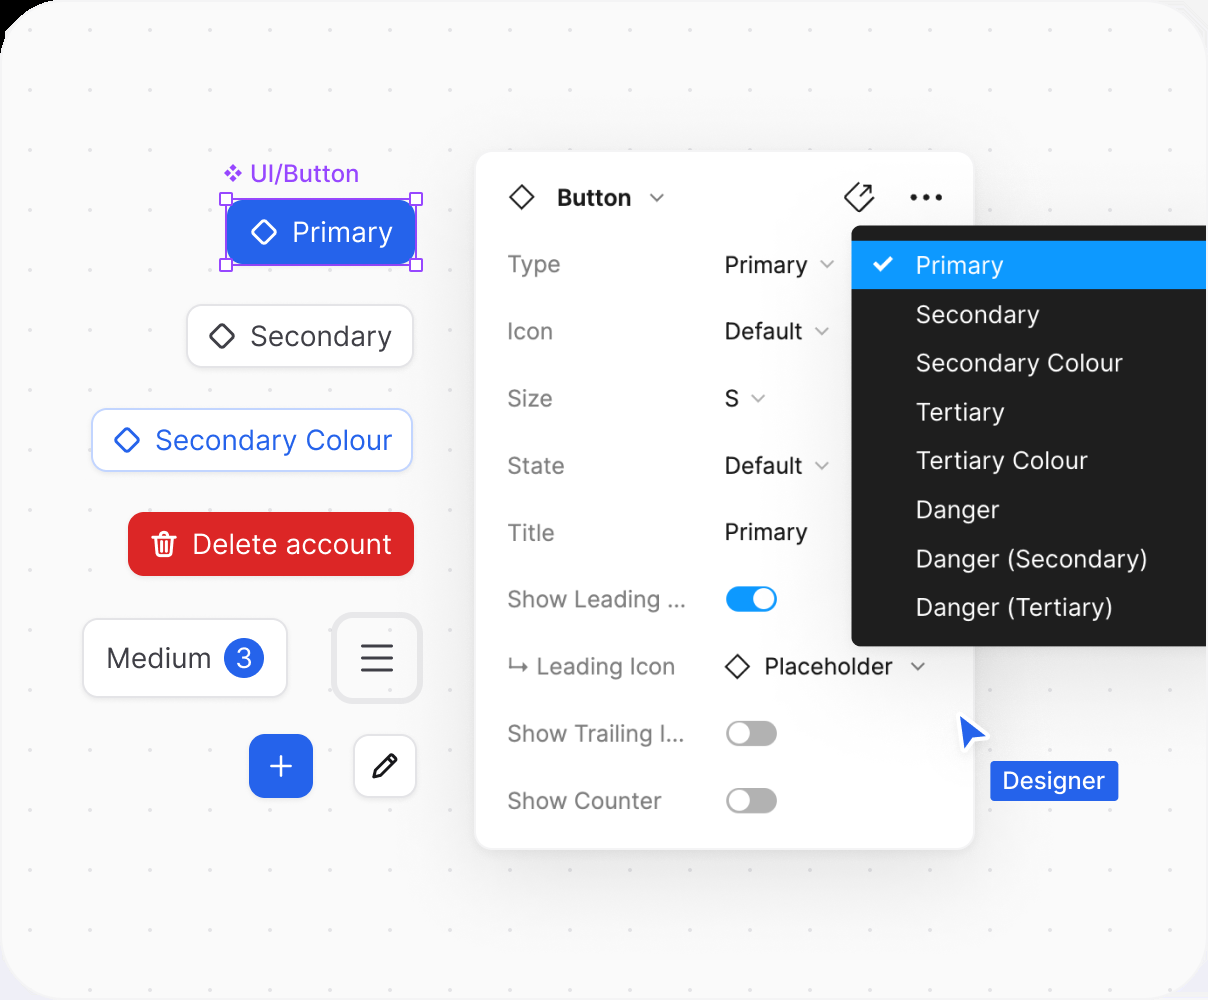 UI/Button
Primary
Secondary
Secondary Colour
Delete account
Medium 3
Button
Type Primary
Icon Default
Size S
State Default
Title Primary
Show Leading ...
Leading Icon Placeholder
Show Trailing I...
Show Counter
Primary
Secondary
Secondary Colour
Tertiary
Tertiary Colour
Danger
Danger (Secondary)
Danger (Tertiary)
Designer